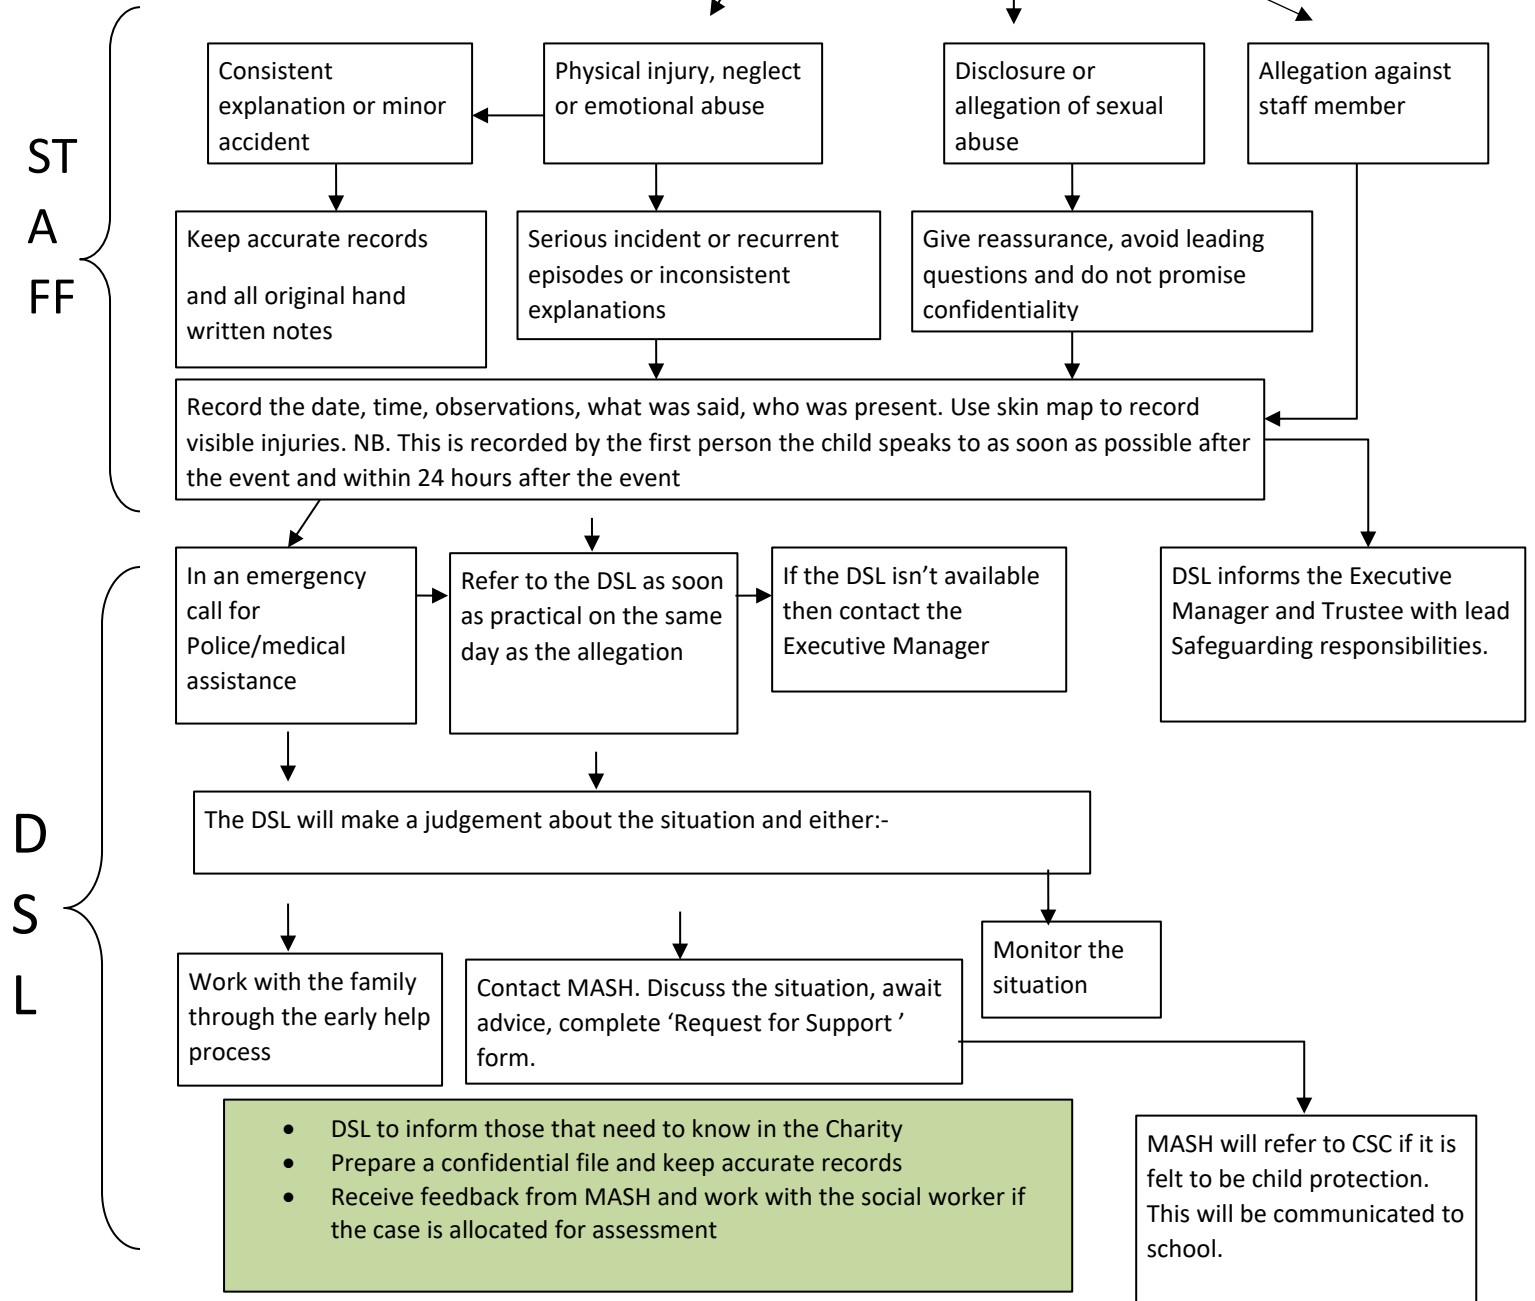 Consistent
explanation or minor
accident
Physical injury, neglect
or emotional abuse
Disclosure or
allegation of sexual
abuse
Allegation against
staff member
ST
A
FF
Keep accurate records
and all original hand
written notes
Serious incident or recurrent
episodes or inconsistent
explanations
Give reassurance, avoid leading
questions and do not promise
confidentiality
Record the date, time, observations, what was said, who was present. Use skin map to record
visible injuries. NB. This is recorded by the first person the child speaks to as soon as possible after
the event and within 24 hours after the event
In an emergency
call for
Police/medical
assistance
Refer to the DSL as soon
as practical on the same
day as the allegation
If the DSL isn’t available
then contact the
Executive Manager
DSL informs the Executive
Manager and Trustee with lead
Safeguarding responsibilities.
D
S
L
The DSL will make a judgement about the situation and either:-
Work with the family
through the early help
process
Contact MASH. Discuss the situation, await
advice, complete ‘Request for Support ’
form.
Monitor the
situation
• DSL to inform those that need to know in the Charity
• Prepare a confidential file and keep accurate records
• Receive feedback from MASH and work with the social worker if
the case is allocated for assessment
MASH will refer to CSC if it is
felt to be child protection.
This will be communicated to
school.